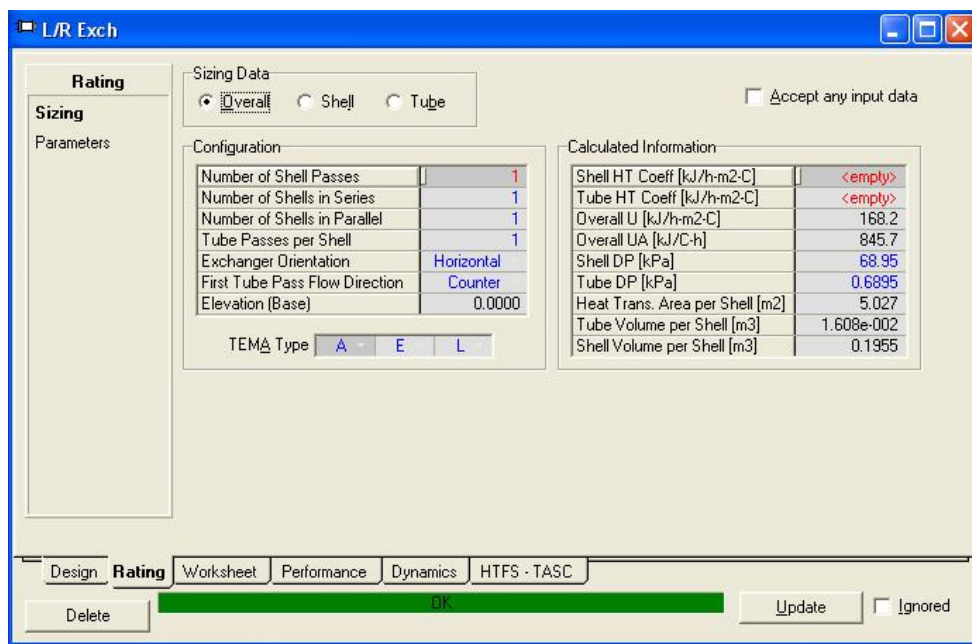 L/R Exch
Rating
Sizing
Parameters
Sizing Data
Overall Shell Tube
Accept any input data
Configuration
Number of Shell Passes 1
Number of Shells in Series 1
Number of Shells in Parallel 1
Tube Passes per Shell 1
Exchanger Orientation Horizontal
First Tube Pass Flow Direction Counter
Elevation (Base) 0.0000
TEMA Type A E L
Calculated Information
Shell HT Coeff [kJ/h-m2-C] <empty>
Tube HT Coeff [kJ/h-m2-C] <empty>
Overall U [kJ/h-m2-C] 168.2
Overall UA [kJ/C-h] 845.7
Shell DP [kPa] 68.95
Tube DP [kPa] 0.6895
Heat Trans. Area per Shell [m2] 5.027
Tube Volume per Shell [m3] 1.608e-002
Shell Volume per Shell [m3] 0.1955
Design Rating Worksheet Performance Dynamics HTFS - TASC
Delete OK Update Ignored